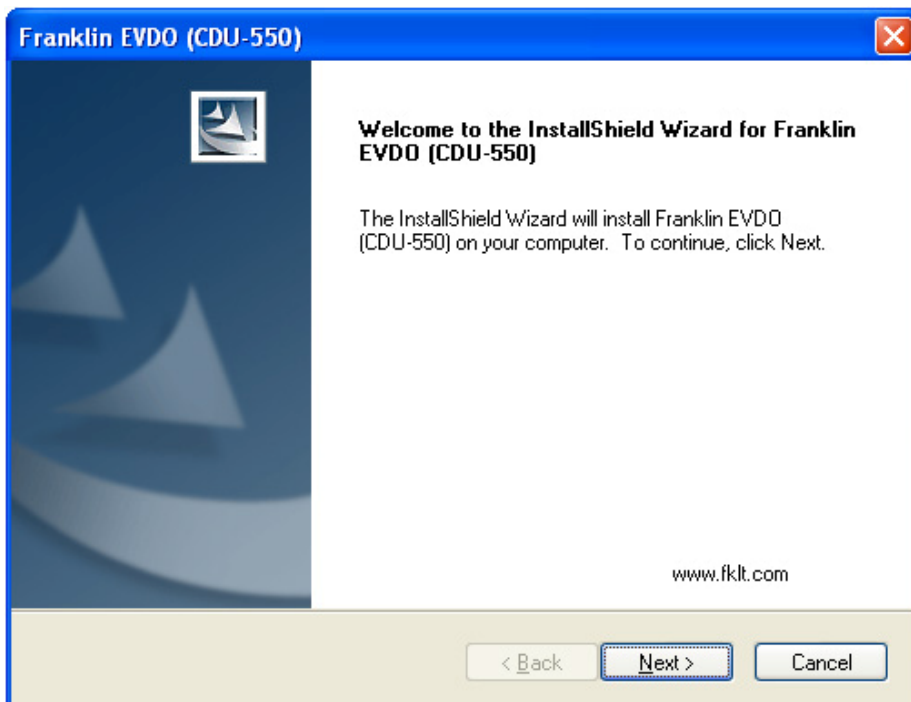 Franklin EVDO (CDU-550)
Welcome to the InstallShield Wizard for Franklin
EVDO (CDU-550)
The InstallShield Wizard will install Franklin EVDO
(CDU-550) on your computer. To continue, click Next.
www.fklt.com
< Back
Next >
Cancel